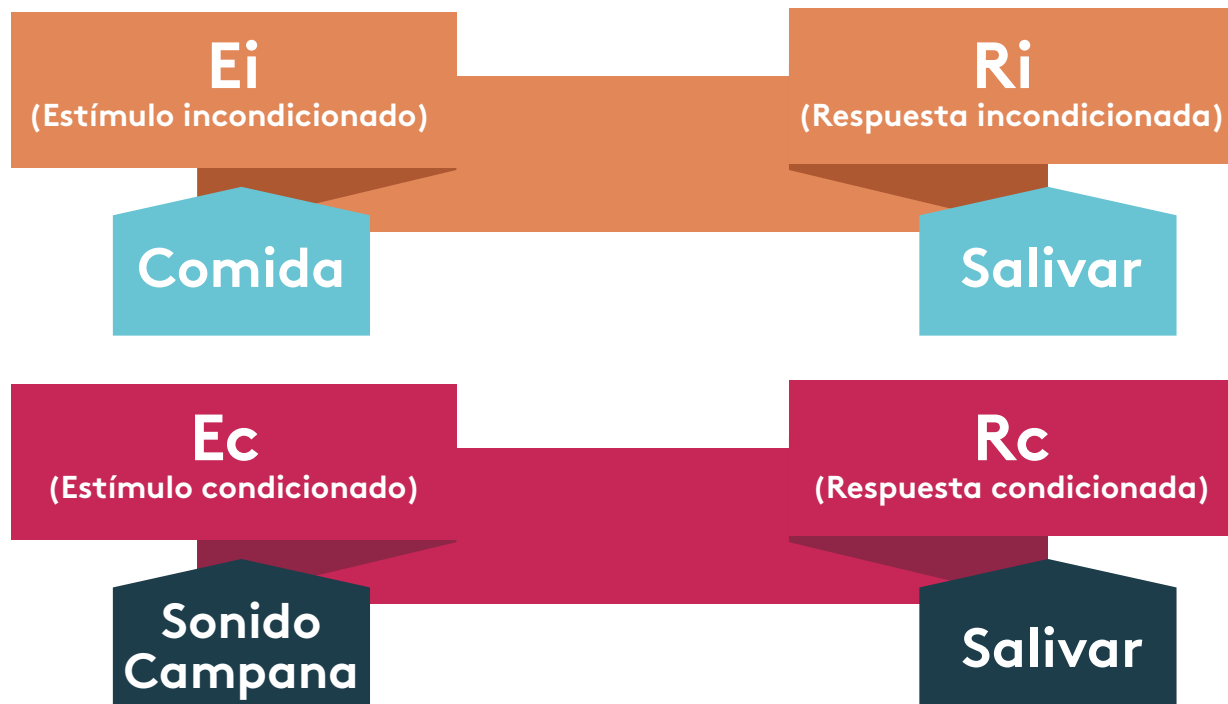 Ei
(Estímulo incondicionado)
Ri
(Respuesta incondicionada)
Comida
Salivar
Ec
(Estímulo condicionado)
Rc
(Respuesta condicionada)
Sonido
Campana
Salivar